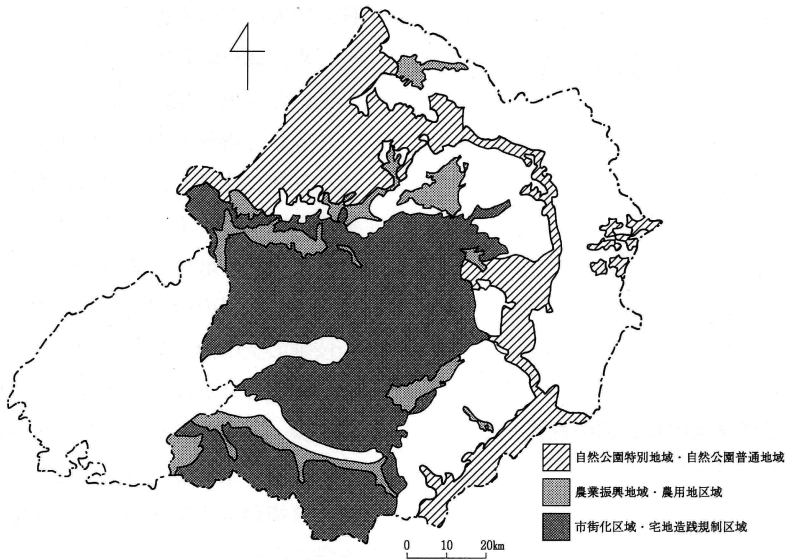 自然公園特別地域・自然公園普通地域
農業振興地域・農用地区域
市街化区域・宅地造践規制区域
0 10 20km